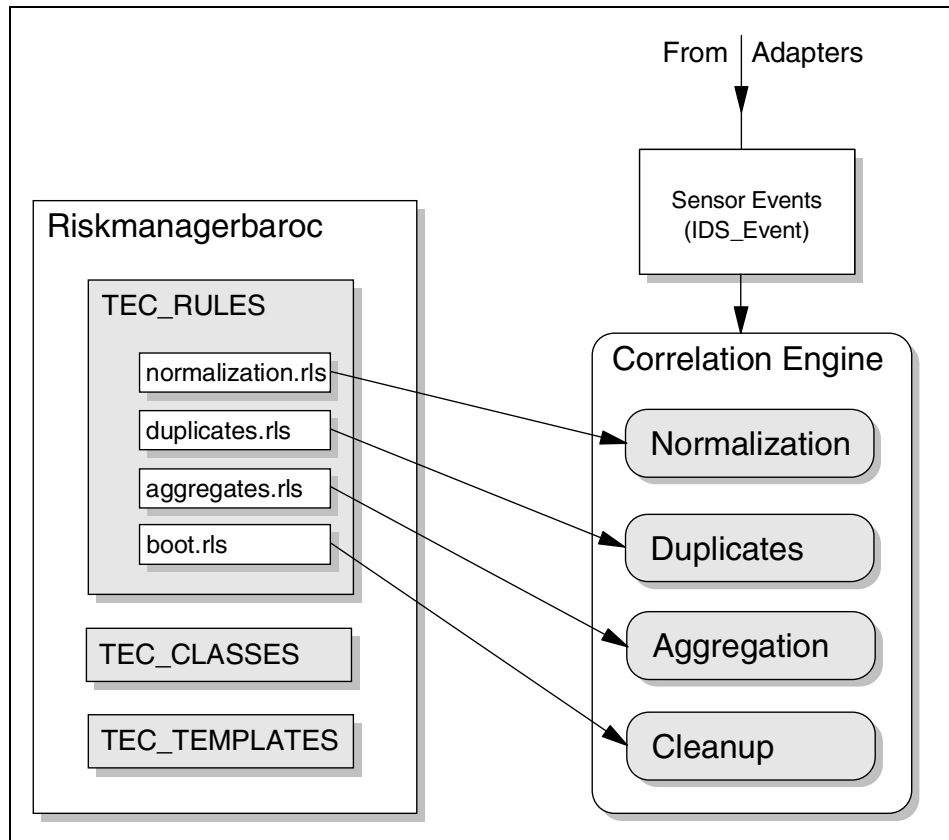 From Adapters
Sensor Events
(IDS_Event)
Riskmanagerbaroc
TEC_RULES
normalization.rls
duplicates.rls
aggregates.rls
boot.rls
TEC_CLASSES
TEC_TEMPLATES
Correlation Engine
Normalization
Duplicates
Aggregation
Cleanup